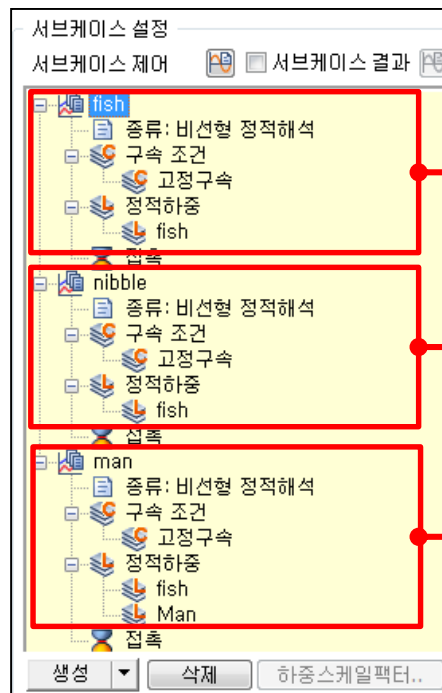 서브케이스 설정
서브케이스 제어 서브케이스 결과
fish
종류: 비선형 정적해석
구속 조건
고정구속
정적하중
fish
접촉
nibble
종류: 비선형 정적해석
구속 조건
고정구속
정적하중
fish
접촉
man
종류: 비선형 정적해석
구속 조건
고정구속
정적하중
fish
Man
접촉
생성 삭제 하중스케일팩터..